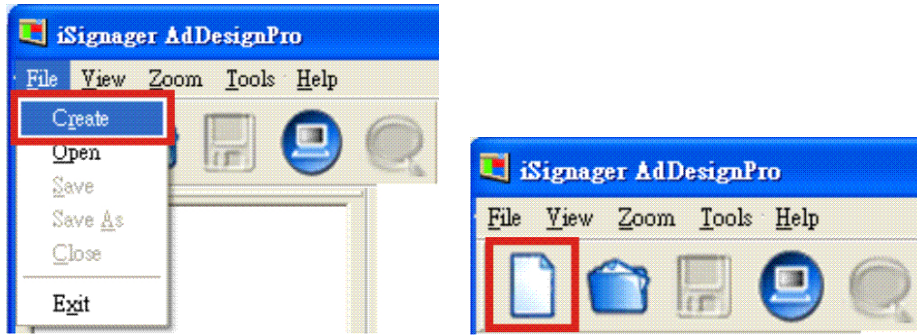 iSignager AdDesignPro
File View Zoom Tools Help
Create
Open
Save
Save As
Close
Exit
iSignager AdDesignPro
File View Zoom Tools Help